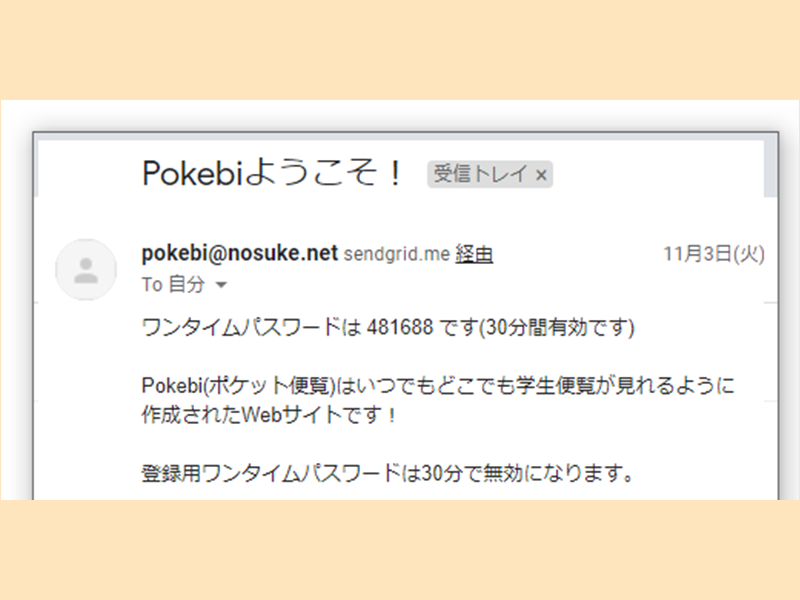 Pokebiようこそ！ 受信トレイ ×
pokebi@nosuke.net sendgrid.me 経由 11月3日(火)
To 自分
ワンタイムパスワードは 481688 です(30分間有効です)
Pokebi(ポケット便覧)はいつでもどこでも学生便覧が見れるように
作成されたWebサイトです！
登録用ワンタイムパスワードは30分で無効になります。